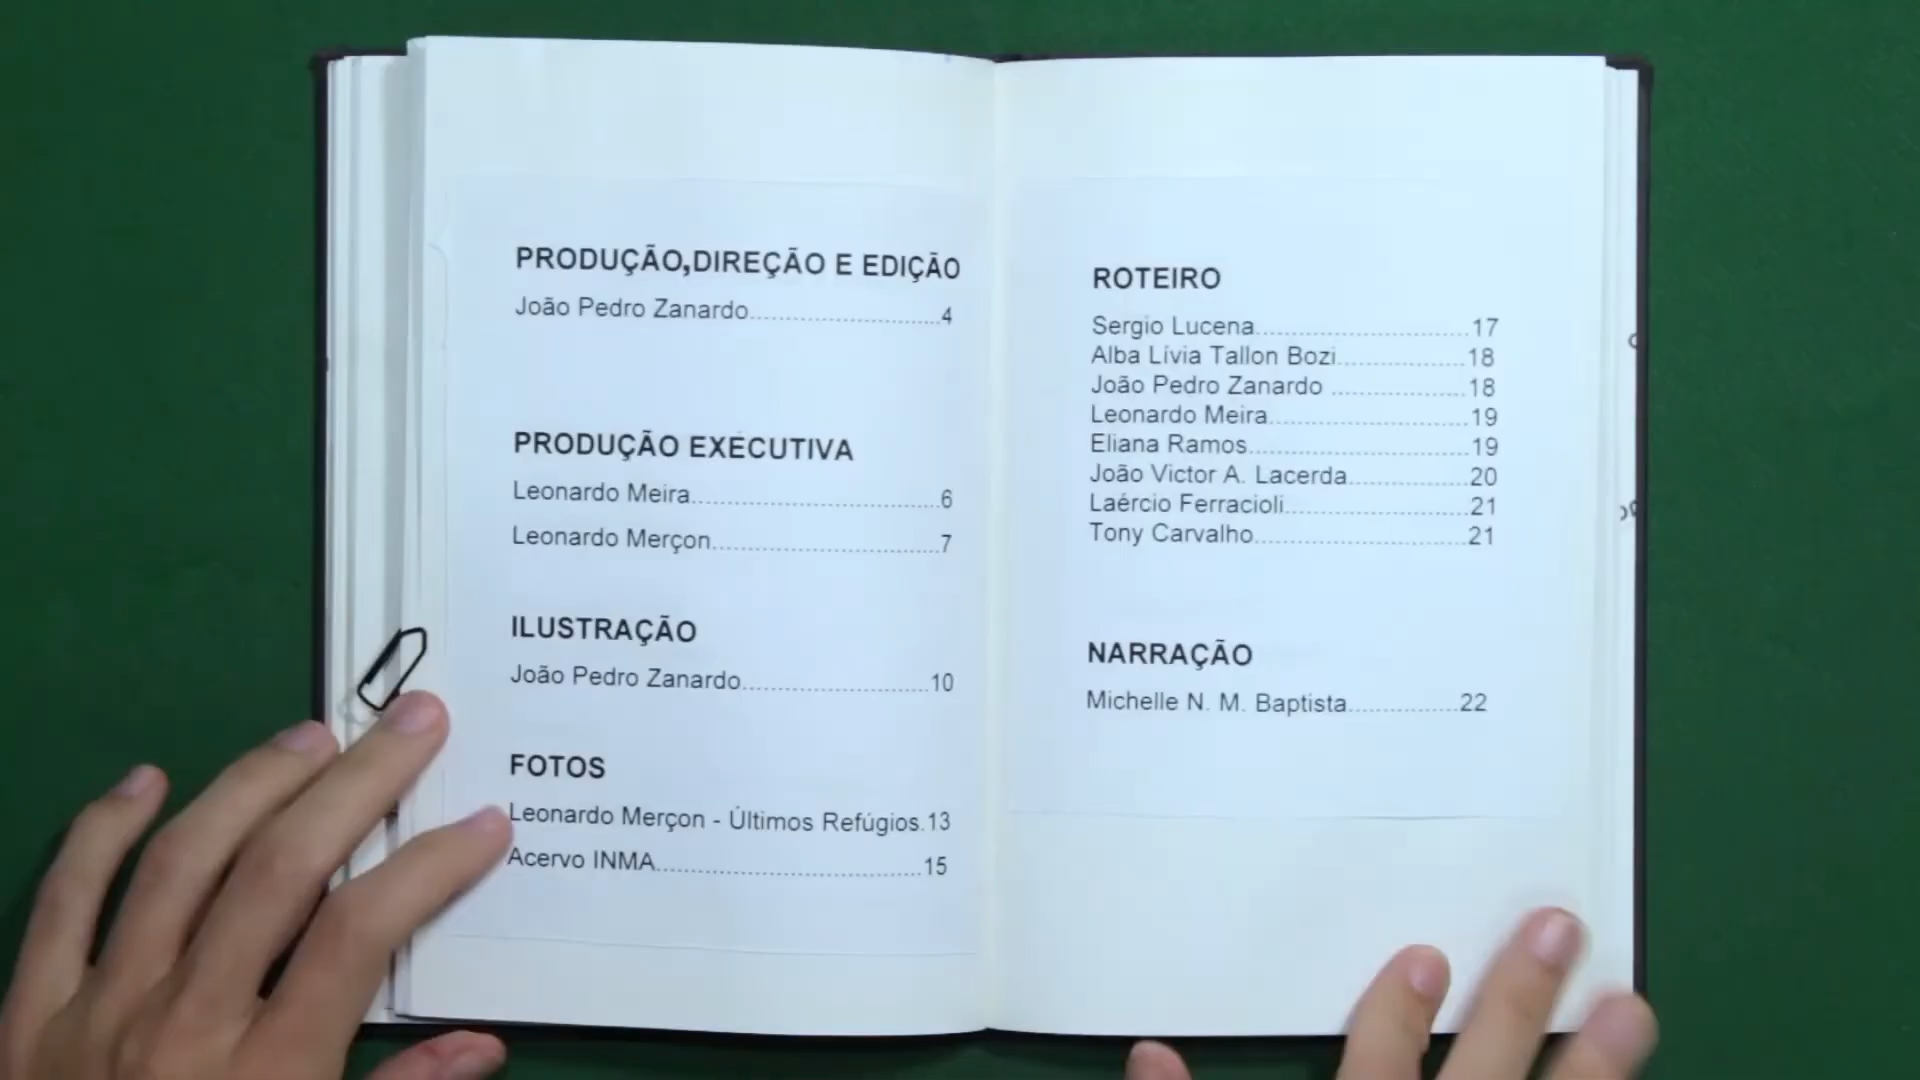 PRODUÇÃO,DIREÇÃO E EDIÇÃO
João Pedro Zanardo........................4
PRODUÇÃO EXECUTIVA
Leonardo Meira...............................6
Leonardo Merçon............................7
ILUSTRAÇÃO
João Pedro Zanardo.......................10
FOTOS
Leonardo Merçon - Últimos Refúgios.13
Acervo INMA..................................15
ROTEIRO
Sergio Lucena...........................17
Alba Lívia Tallon Bozi................18
João Pedro Zanardo .................18
Leonardo Meira.........................19
Eliana Ramos...........................19
João Victor A. Lacerda...............20
Laércio Ferracioli.......................21
Tony Carvalho..........................21
NARRAÇÃO
Michelle N. M. Baptista..............22